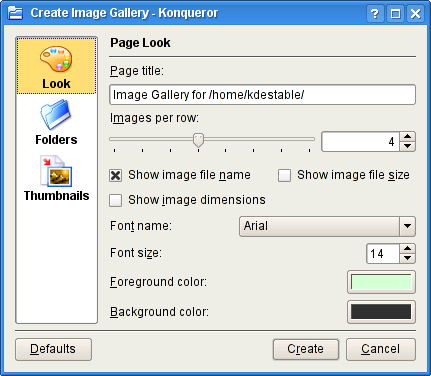 Create Image Gallery - Konqueror
Look
Folders
Thumbnails
Page Look
Page title:
Image Gallery for /home/kdestable/
Images per row:
4
Show image file name
Show image file size
Show image dimensions
Font name:
Arial
Font size:
14
Foreground color:
Background color:
Defaults
Create
Cancel